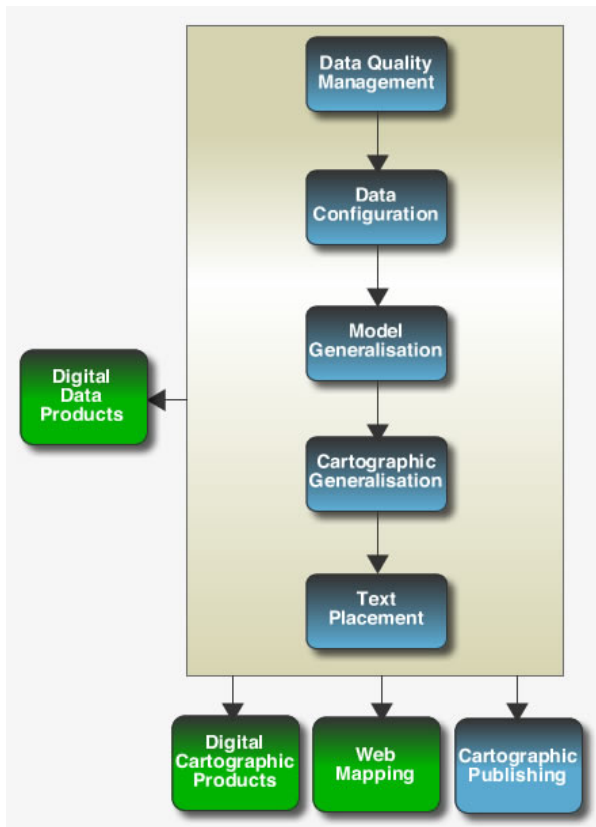 Data Quality
Management
Data
Configuration
Model
Generalisation
Digital
Data
Products
Cartographic
Generalisation
Text
Placement
Digital
Cartographic
Products
Web
Mapping
Cartographic
Publishing